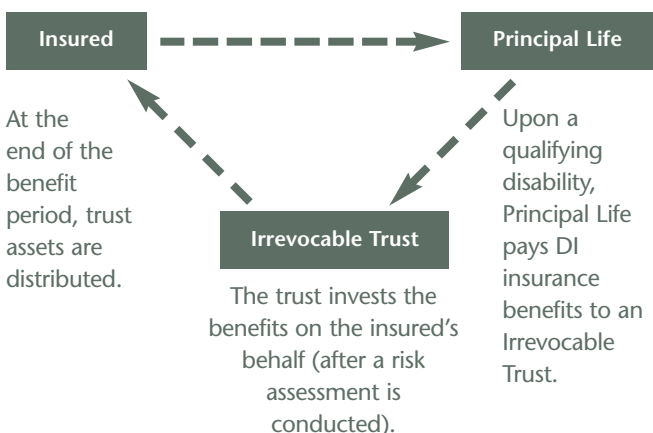 Insured
Principal Life
At the
end of the
benefit
period, trust
assets are
distributed.
Upon a
qualifying
disability,
Principal Life
pays DI
insurance
benefits to an
Irrevocable
Trust.
Irrevocable Trust
The trust invests the
benefits on the insured’s
behalf (after a risk
assessment is
conducted).